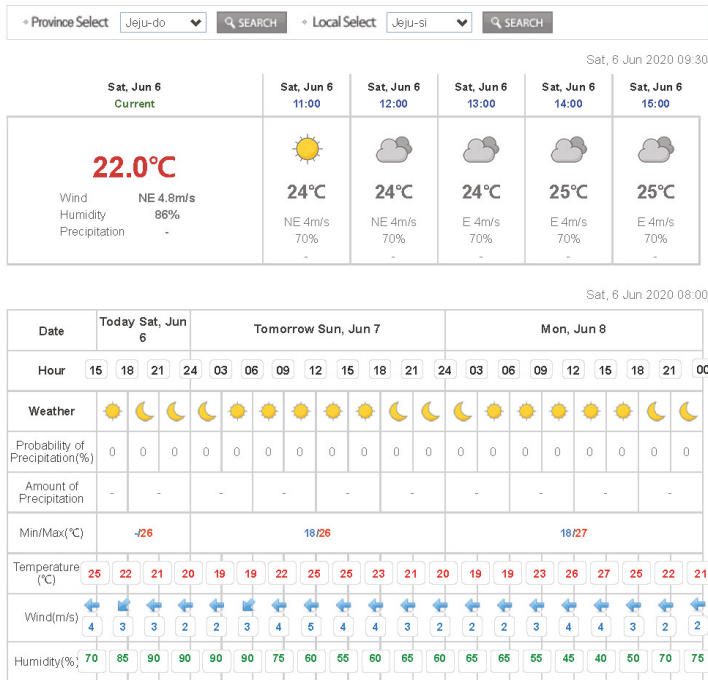 Province Select Jeju-do SEARCH Local Select Jeju-si SEARCH
Sat, 6 Jun 2020 09:30
Sat, Jun 6 Sat, Jun 6 Sat, Jun 6 Sat, Jun 6 Sat, Jun 6 Sat, Jun 6
Current 11:00 12:00 13:00 14:00 15:00
22.0℃
24℃ 24℃ 24℃ 25℃ 25℃
Wind NE 4.8m/s
Humidity 86%
Precipitation -
NE 4m/s NE 4m/s E 4m/s E 4m/s E 4m/s
70% 70% 70% 70% 70%
- - - - -
Sat, 6 Jun 2020 08:00
Date Today Sat, Jun 6 Tomorrow Sun, Jun 7 Mon, Jun 8
Hour 15 18 21 24 03 06 09 12 15 18 21 24 03 06 09 12 15 18 21 00
Weather
Probability of
Precipitation(%) 0 0 0 0 0 0 0 0 0 0 0 0 0 0 0 0 0 0 0
Amount of
Precipitation - - - - - - - - - -
Min/Max(℃) -/26 18/26 18/27
Temperature
(℃) 25 22 21 20 19 19 22 25 25 23 21 20 19 19 23 26 27 25 22 21
Wind(m/s) 4 3 3 2 2 3 4 5 4 4 3 2 2 2 3 4 4 3 2 2
Humidity(%) 70 85 90 90 90 90 75 60 55 60 65 60 65 65 55 45 40 50 70 75